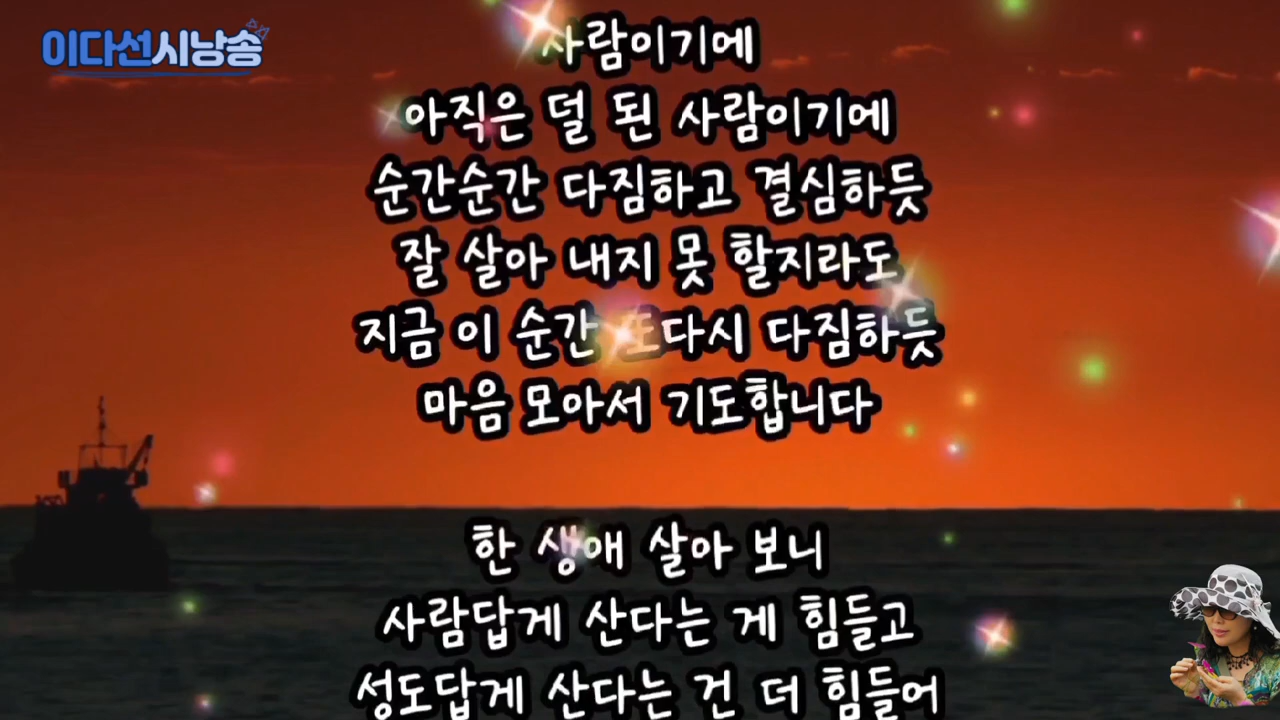 이다선시낭송
사람이기에
아직은 덜 된 사람이기에
순간순간 다짐하고 결심하듯
잘 살아 내지 못 할지라도
지금 이 순간 또다시 다짐하듯
마음 모아서 기도합니다
한 생애 살아 보니
사람답게 산다는 게 힘들고
성도답게 산다는 건 더 힘들어